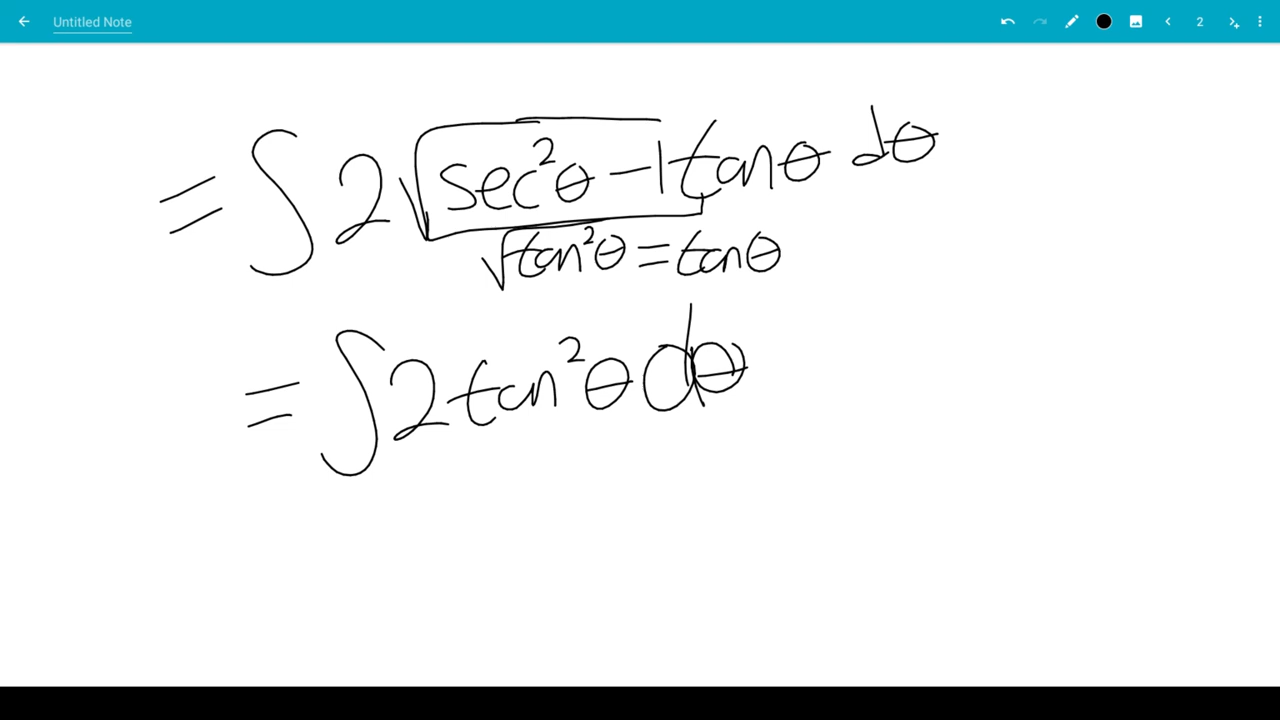 Untitled Note
2
= ∫ 2 √(sec²θ − 1) tanθ dθ
√(tan²θ) = tanθ
= ∫ 2 tan²θ dθ